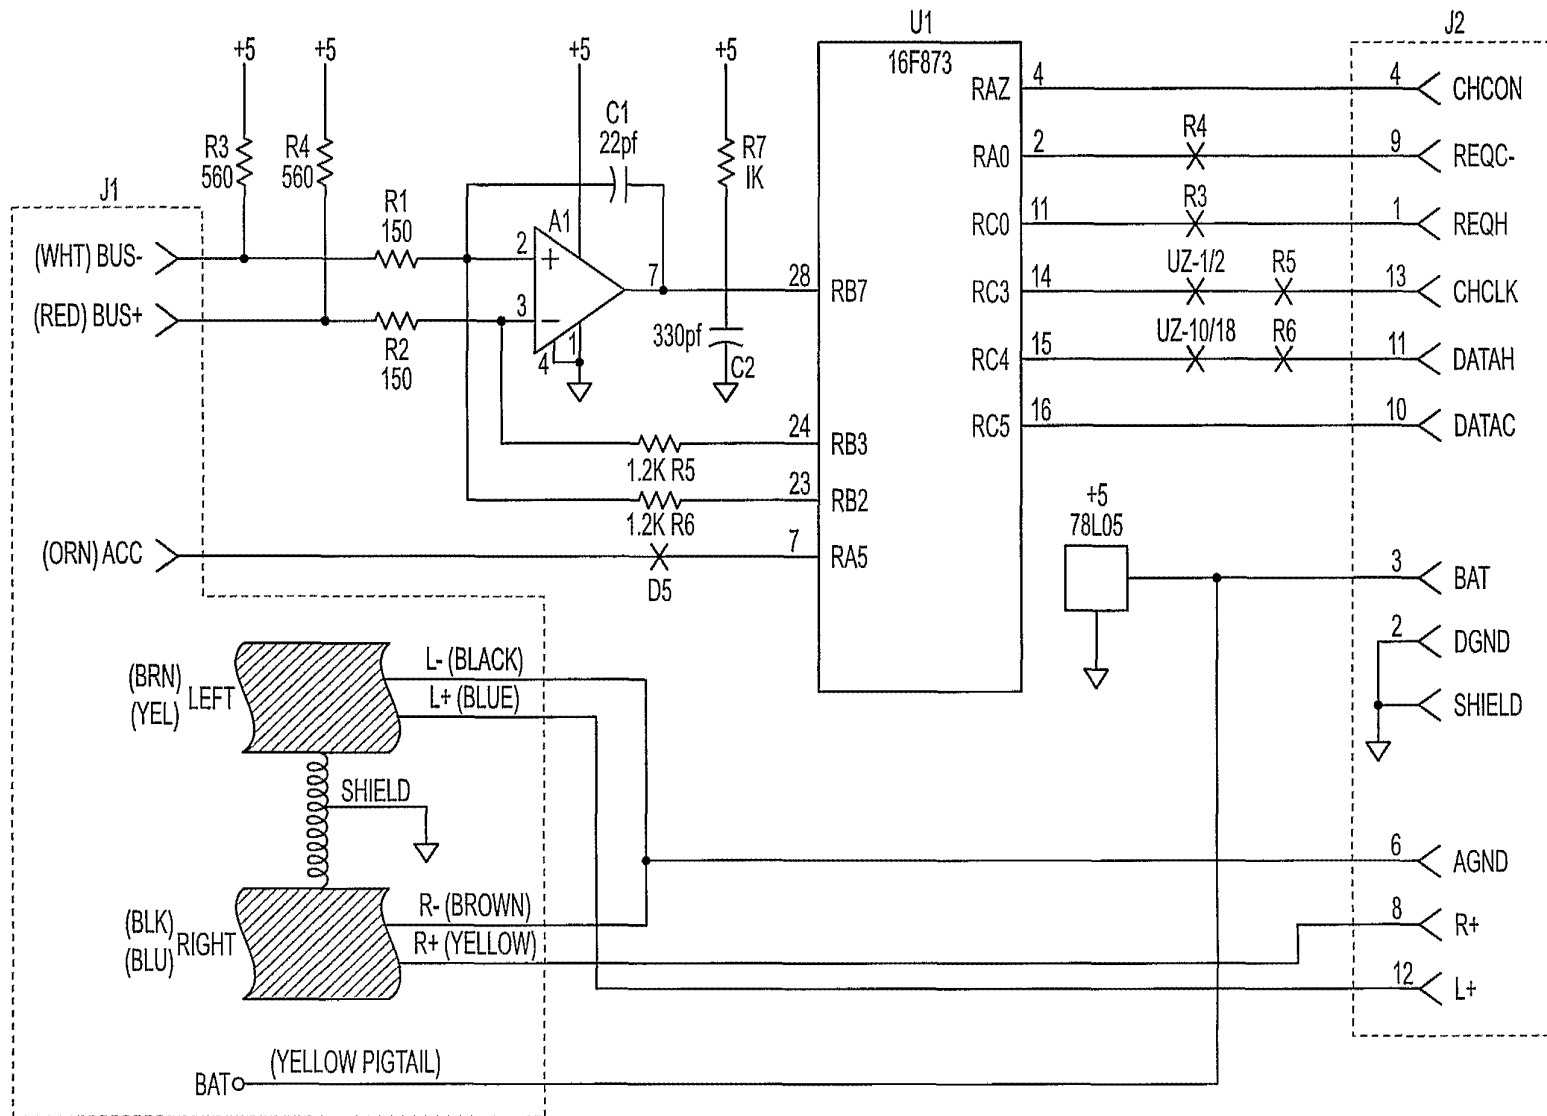 U1
16F873
J2
+5
+5
+5
+5
R3
560
R4
560
C1
22pf
R7
IK
J1
R1
150
A1
(WHT) BUS-
2
+
(RED) BUS+
3
−
7
R2
150
4
1
330pf
C2
28
RB7
24
RB3
1.2K R5
23
RB2
1.2K R6
(ORN) ACC
D5
7
RA5
RAZ
4
4
CHCON
RA0
2
R4
9
REQC-
RC0
11
R3
1
REQH
RC3
14
UZ-1/2
R5
13
CHCLK
RC4
15
UZ-10/18
R6
11
DATAH
RC5
16
10
DATAC
+5
78L05
3
BAT
2
DGND
SHIELD
(BRN)
(YEL)
LEFT
L- (BLACK)
L+ (BLUE)
SHIELD
(BLK)
(BLU)
RIGHT
R- (BROWN)
R+ (YELLOW)
6
AGND
8
R+
12
L+
BAT
(YELLOW PIGTAIL)